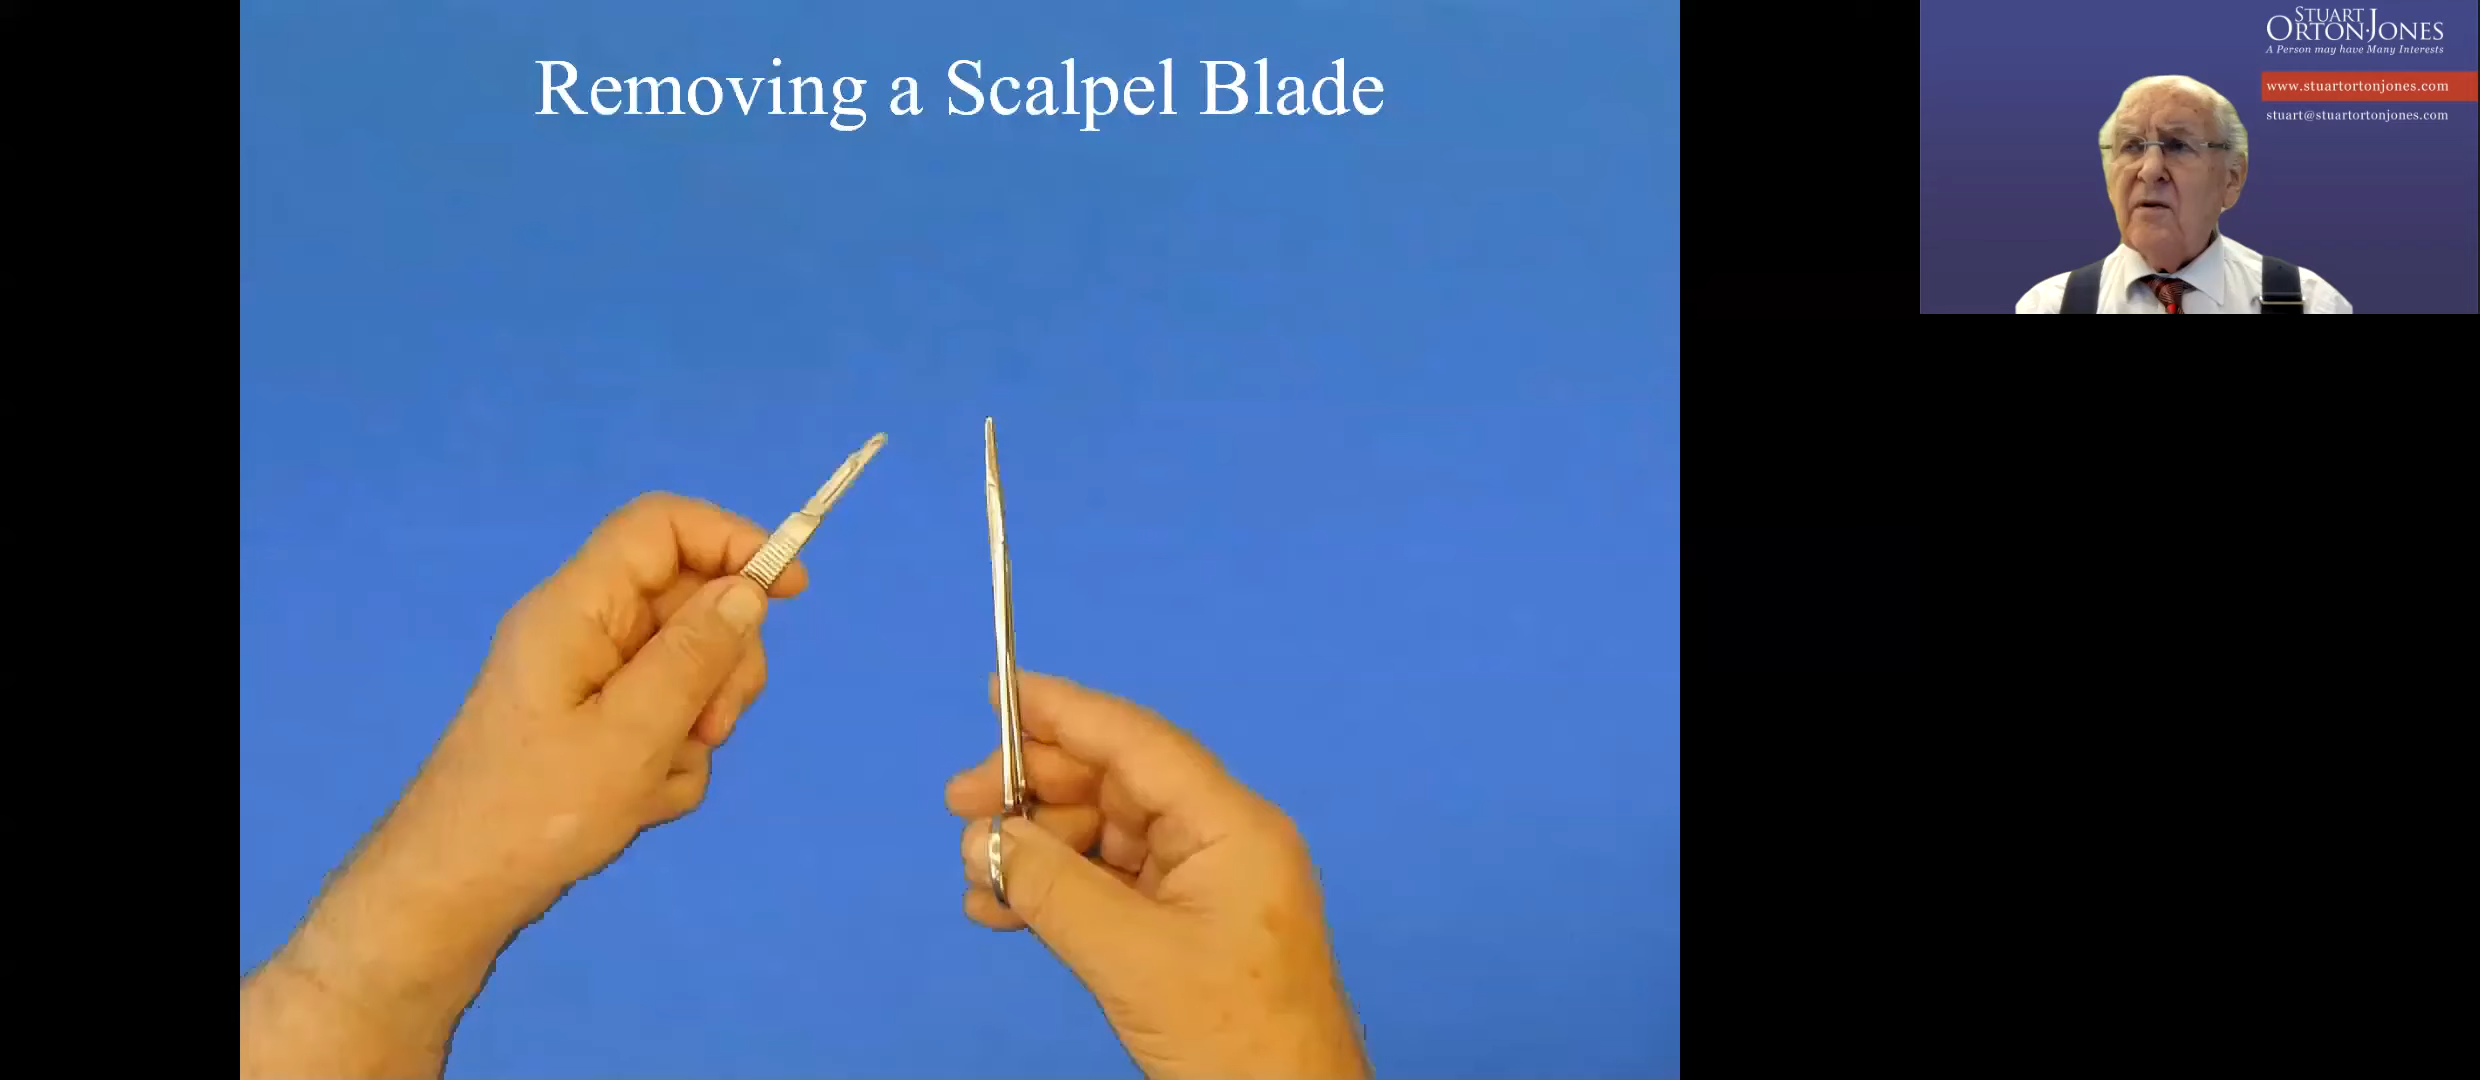 Removing a Scalpel Blade
STUART
ORTON-JONES
A Person may have Many Interests
www.stuartortonjones.com
stuart@stuartortonjones.com